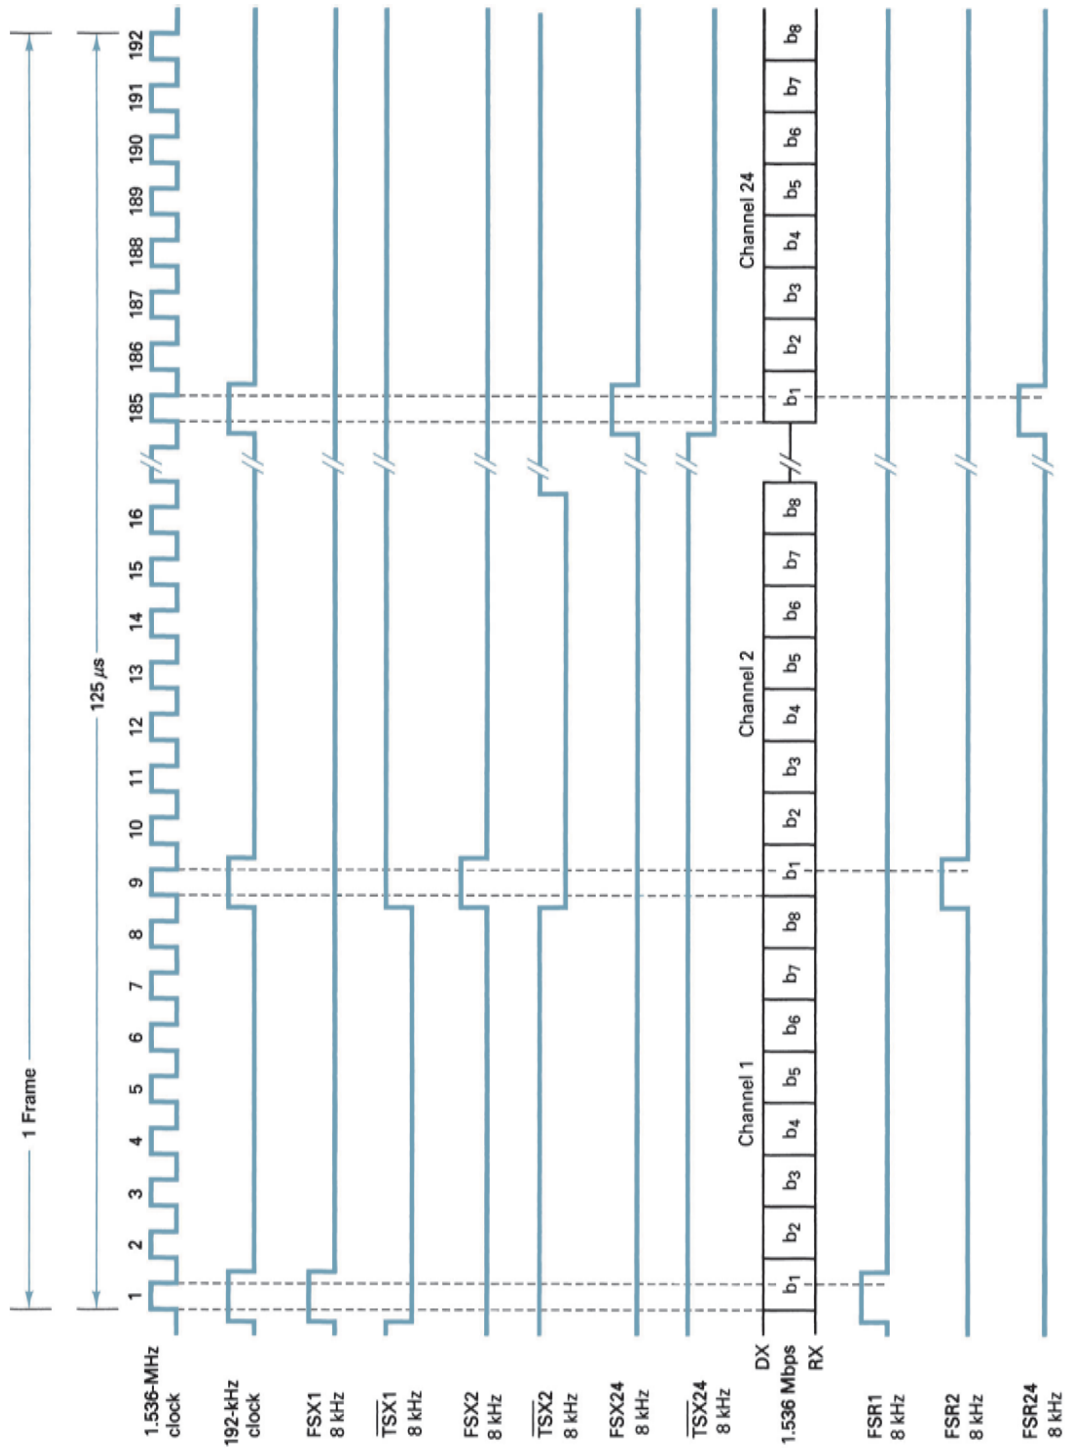 1 Frame
125 μs
1.536-MHz
clock
1 2 3 4 5 6 7 8 9 10 11 12 13 14 15 16 185 186 187 188 189 190 191 192
192-kHz
clock
FSX1
8 kHz
TSX1
8 kHz
FSX2
8 kHz
TSX2
8 kHz
FSX24
8 kHz
TSX24
8 kHz
Channel 1 Channel 2 Channel 24
DX
1.536 Mbps
RX
b1 b2 b3 b4 b5 b6 b7 b8 b1 b2 b3 b4 b5 b6 b7 b8 b1 b2 b3 b4 b5 b6 b7 b8
FSR1
8 kHz
FSR2
8 kHz
FSR24
8 kHz